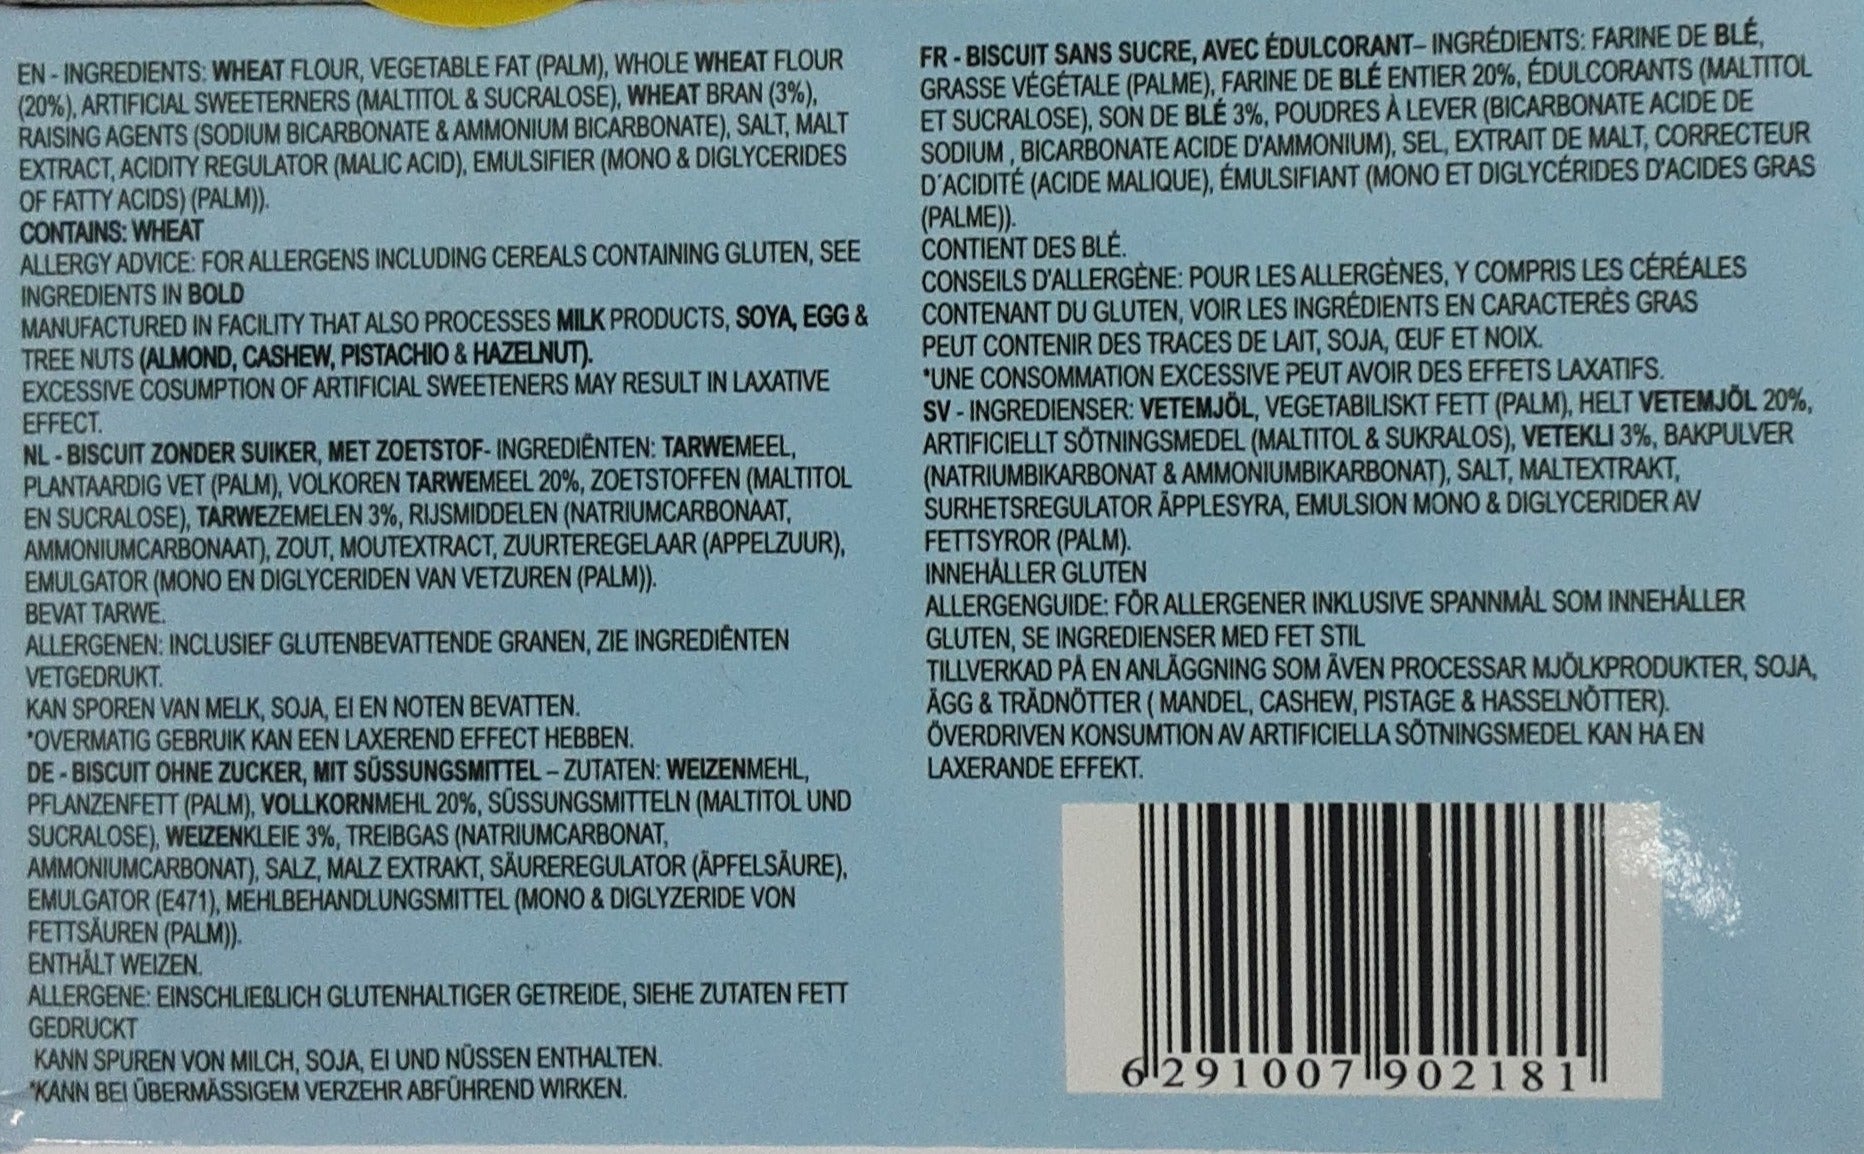 EN - INGREDIENTS: WHEAT FLOUR, VEGETABLE FAT (PALM), WHOLE WHEAT FLOUR
(20%), ARTIFICIAL SWEETERNERS (MALTITOL & SUCRALOSE), WHEAT BRAN (3%),
RAISING AGENTS (SODIUM BICARBONATE & AMMONIUM BICARBONATE), SALT, MALT
EXTRACT, ACIDITY REGULATOR (MALIC ACID), EMULSIFIER (MONO & DIGLYCERIDES
OF FATTY ACIDS) (PALM)).
CONTAINS: WHEAT
ALLERGY ADVICE: FOR ALLERGENS INCLUDING CEREALS CONTAINING GLUTEN, SEE
INGREDIENTS IN BOLD
MANUFACTURED IN FACILITY THAT ALSO PROCESSES MILK PRODUCTS, SOYA, EGG &
TREE NUTS (ALMOND, CASHEW, PISTACHIO & HAZELNUT).
EXCESSIVE COSUMPTION OF ARTIFICIAL SWEETENERS MAY RESULT IN LAXATIVE
EFFECT.
NL - BISCUIT ZONDER SUIKER, MET ZOETSTOF- INGREDIËNTEN: TARWEMEEL,
PLANTAARDIG VET (PALM), VOLKOREN TARWEMEEL 20%, ZOETSTOFFEN (MALTITOL
EN SUCRALOSE), TARWEZEMELEN 3%, RIJSMIDDELEN (NATRIUMCARBONAAT,
AMMONIUMCARBONAAT), ZOUT, MOUTEXTRACT, ZUURTEREGELAAR (APPELZUUR),
EMULGATOR (MONO EN DIGLYCERIDEN VAN VETZUREN (PALM)).
BEVAT TARWE.
ALLERGENEN: INCLUSIEF GLUTENBEVATTENDE GRANEN, ZIE INGREDIËNTEN
VETGEDRUKT.
KAN SPOREN VAN MELK, SOJA, EI EN NOTEN BEVATTEN.
*OVERMATIG GEBRUIK KAN EEN LAXEREND EFFECT HEBBEN.
DE - BISCUIT OHNE ZUCKER, MIT SÜSSUNGSMITTEL – ZUTATEN: WEIZENMEHL,
PFLANZENFETT (PALM), VOLLKORNMEHL 20%, SÜSSUNGSMITTELN (MALTITOL UND
SUCRALOSE), WEIZENKLEIE 3%, TREIBGAS (NATRIUMCARBONAT,
AMMONIUMCARBONAT), SALZ, MALZ EXTRAKT, SÄUREREGULATOR (ÄPFELSÄURE),
EMULGATOR (E471), MEHLBEHANDLUNGSMITTEL (MONO & DIGLYZERIDE VON
FETTSÄUREN (PALM)).
ENTHÄLT WEIZEN.
ALLERGENE: EINSCHLIEßLICH GLUTENHALTIGER GETREIDE, SIEHE ZUTATEN FETT
GEDRUCKT
KANN SPUREN VON MILCH, SOJA, EI UND NÜSSEN ENTHALTEN.
*KANN BEI ÜBERMÄSSIGEM VERZEHR ABFÜHREND WIRKEN.
FR - BISCUIT SANS SUCRE, AVEC ÉDULCORANT– INGRÉDIENTS: FARINE DE BLÉ,
GRASSE VÉGÉTALE (PALME), FARINE DE BLÉ ENTIER 20%, ÉDULCORANTS (MALTITOL
ET SUCRALOSE), SON DE BLÉ 3%, POUDRES À LEVER (BICARBONATE ACIDE DE
SODIUM , BICARBONATE ACIDE D'AMMONIUM), SEL, EXTRAIT DE MALT, CORRECTEUR
D´ACIDITÉ (ACIDE MALIQUE), ÉMULSIFIANT (MONO ET DIGLYCÉRIDES D'ACIDES GRAS
(PALME)).
CONTIENT DES BLÉ.
CONSEILS D'ALLERGÈNE: POUR LES ALLERGÈNES, Y COMPRIS LES CÉRÉALES
CONTENANT DU GLUTEN, VOIR LES INGRÉDIENTS EN CARACTERÈS GRAS
PEUT CONTENIR DES TRACES DE LAIT, SOJA, ŒUF ET NOIX.
*UNE CONSOMMATION EXCESSIVE PEUT AVOIR DES EFFETS LAXATIFS.
SV - INGREDIENSER: VETEMJÖL, VEGETABILISKT FETT (PALM), HELT VETEMJÖL 20%,
ARTIFICIELLT SÖTNINGSMEDEL (MALTITOL & SUKRALOS), VETEKLI 3%, BAKPULVER
(NATRIUMBIKARBONAT & AMMONIUMBIKARBONAT), SALT, MALTEXTRAKT,
SURHETSREGULATOR ÄPPLESYRA, EMULSION MONO & DIGLYCERIDER AV
FETTSYROR (PALM).
INNEHÅLLER GLUTEN
ALLERGENGUIDE: FÖR ALLERGENER INKLUSIVE SPANNMÅL SOM INNEHÅLLER
GLUTEN, SE INGREDIENSER MED FET STIL
TILLVERKAD PÅ EN ANLÄGGNING SOM ÄVEN PROCESSAR MJÖLKPRODUKTER, SOJA,
ÄGG & TRÄDNÖTTER ( MANDEL, CASHEW, PISTAGE & HASSELNÖTTER).
ÖVERDRIVEN KONSUMTION AV ARTIFICIELLA SÖTNINGSMEDEL KAN HA EN
LAXERANDE EFFEKT.
6 291007 902181